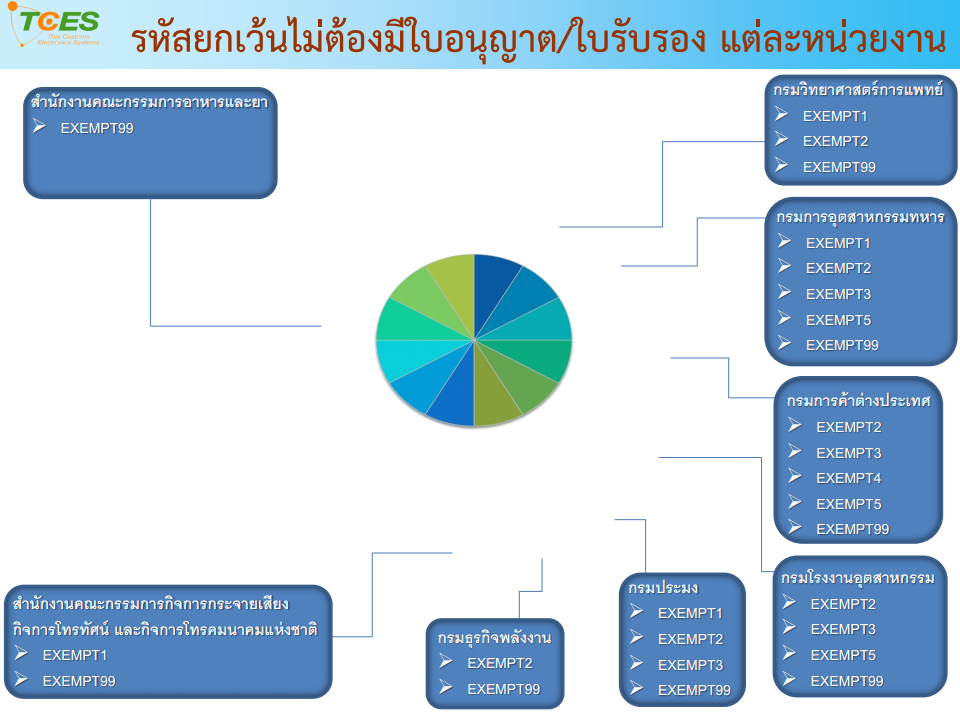 TCES
Thai Customs
Electronics Systems
รหัสยกเว้นไม่ต้องมีใบอนุญาต/ใบรับรอง แต่ละหน่วยงาน
สำนักงานคณะกรรมการอาหารและยา
EXEMPT99
กรมวิทยาศาสตร์การแพทย์
EXEMPT1
EXEMPT2
EXEMPT99
กรมการอุตสาหกรรมทหาร
EXEMPT1
EXEMPT2
EXEMPT3
EXEMPT5
EXEMPT99
กรมการค้าต่างประเทศ
EXEMPT2
EXEMPT3
EXEMPT4
EXEMPT5
EXEMPT99
กรมโรงงานอุตสาหกรรม
EXEMPT2
EXEMPT3
EXEMPT5
EXEMPT99
กรมประมง
EXEMPT1
EXEMPT2
EXEMPT3
EXEMPT99
กรมธุรกิจพลังงาน
EXEMPT2
EXEMPT99
สำนักงานคณะกรรมการกิจการกระจายเสียง
กิจการโทรทัศน์ และกิจการโทรคมนาคมแห่งชาติ
EXEMPT1
EXEMPT99